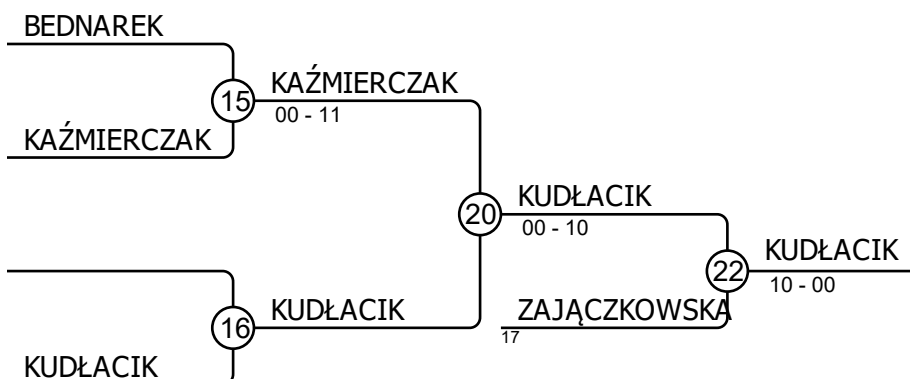 BEDNAREK
15
KAŹMIERCZAK
00 - 11
KAŹMIERCZAK
20
KUDŁACIK
00 - 10
22
KUDŁACIK
10 - 00
16
KUDŁACIK
ZAJĄCZKOWSKA
17
KUDŁACIK